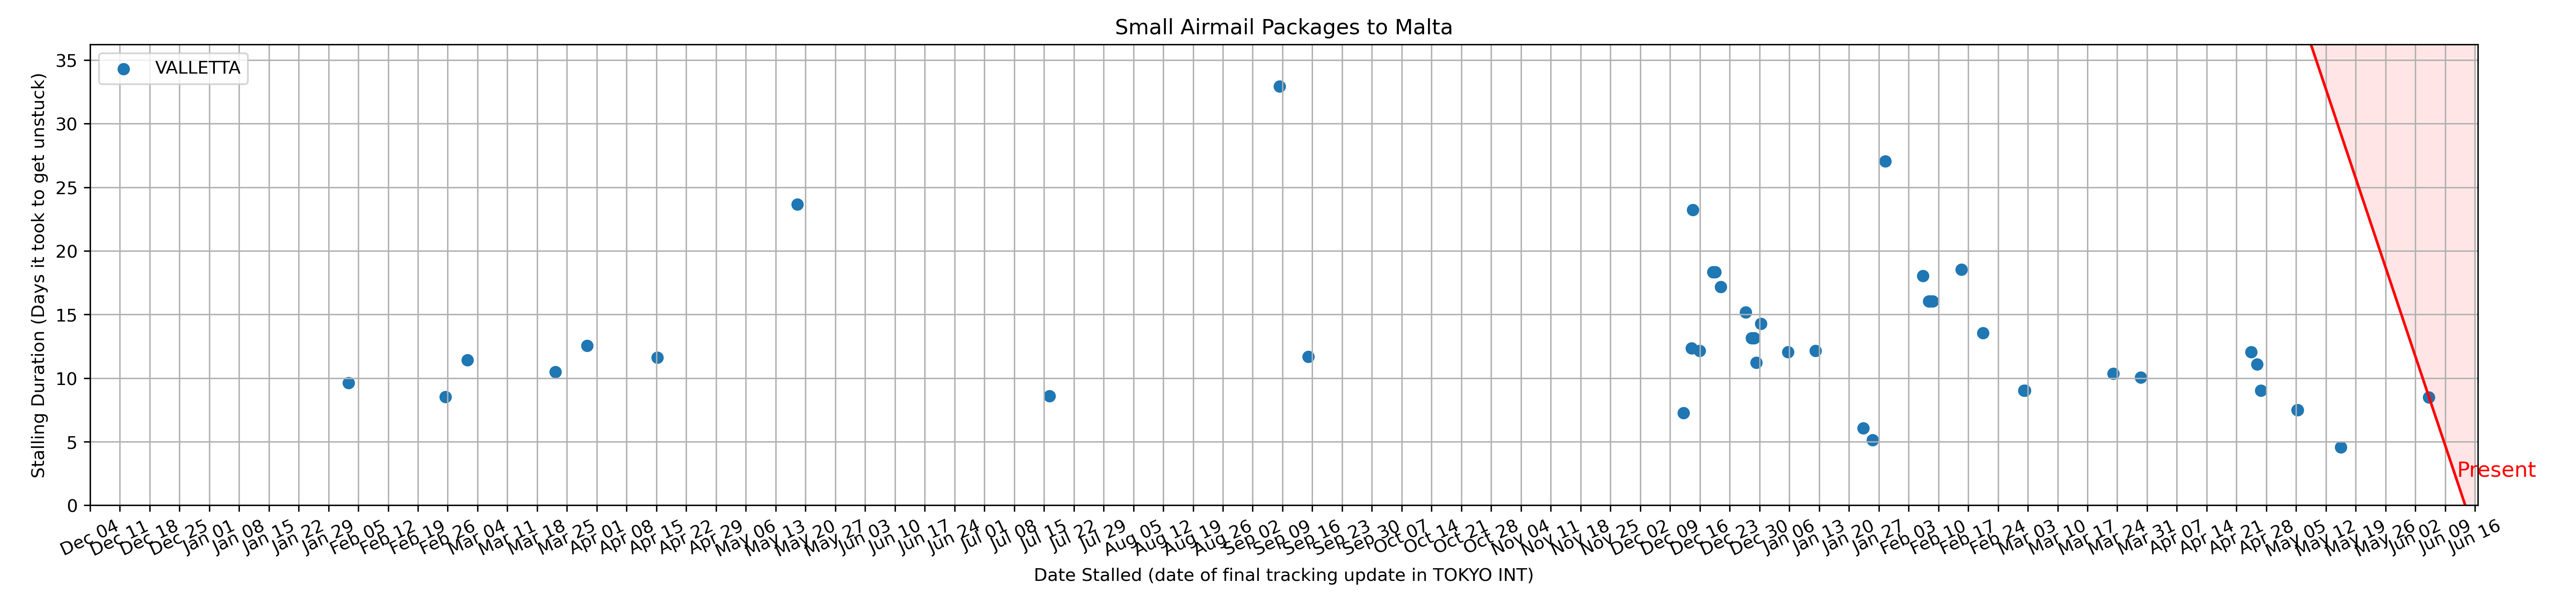 Small Airmail Packages to Malta
Stalling Duration (Days it took to get unstuck)
35
30
25
20
15
10
5
0
VALLETTA
Present
Dec 04
Dec 11
Dec 18
Dec 25
Jan 01
Jan 08
Jan 15
Jan 22
Jan 29
Feb 05
Feb 12
Feb 19
Feb 26
Mar 04
Mar 11
Mar 18
Mar 25
Apr 01
Apr 08
Apr 15
Apr 22
Apr 29
May 06
May 13
May 20
May 27
Jun 03
Jun 10
Jun 17
Jun 24
Jul 01
Jul 08
Jul 15
Jul 22
Jul 29
Aug 05
Aug 12
Aug 19
Aug 26
Sep 02
Sep 09
Sep 16
Sep 23
Sep 30
Oct 07
Oct 14
Oct 21
Oct 28
Nov 04
Nov 11
Nov 18
Nov 25
Dec 02
Dec 09
Dec 16
Dec 23
Dec 30
Jan 06
Jan 13
Jan 20
Jan 27
Feb 03
Feb 10
Feb 17
Feb 24
Mar 03
Mar 10
Mar 17
Mar 24
Mar 31
Apr 07
Apr 14
Apr 21
Apr 28
May 05
May 12
May 19
May 26
Jun 02
Jun 09
Jun 16
Date Stalled (date of final tracking update in TOKYO INT)